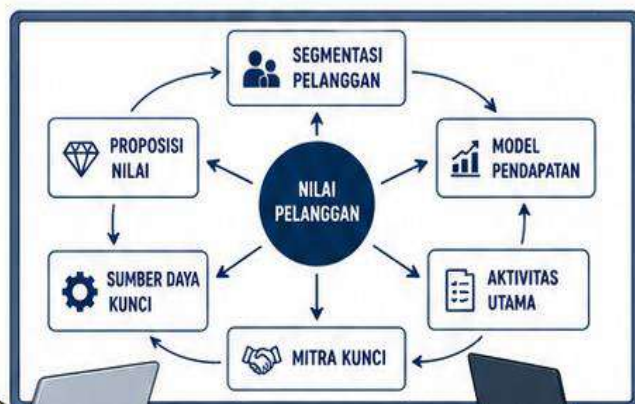 SEGMENTASI
PELANGGAN
PROPOSISI
NILAI
MODEL
PENDAPATAN
NILAI
PELANGGAN
SUMBER DAYA
KUNCI
AKTIVITAS
UTAMA
MITRA KUNCI